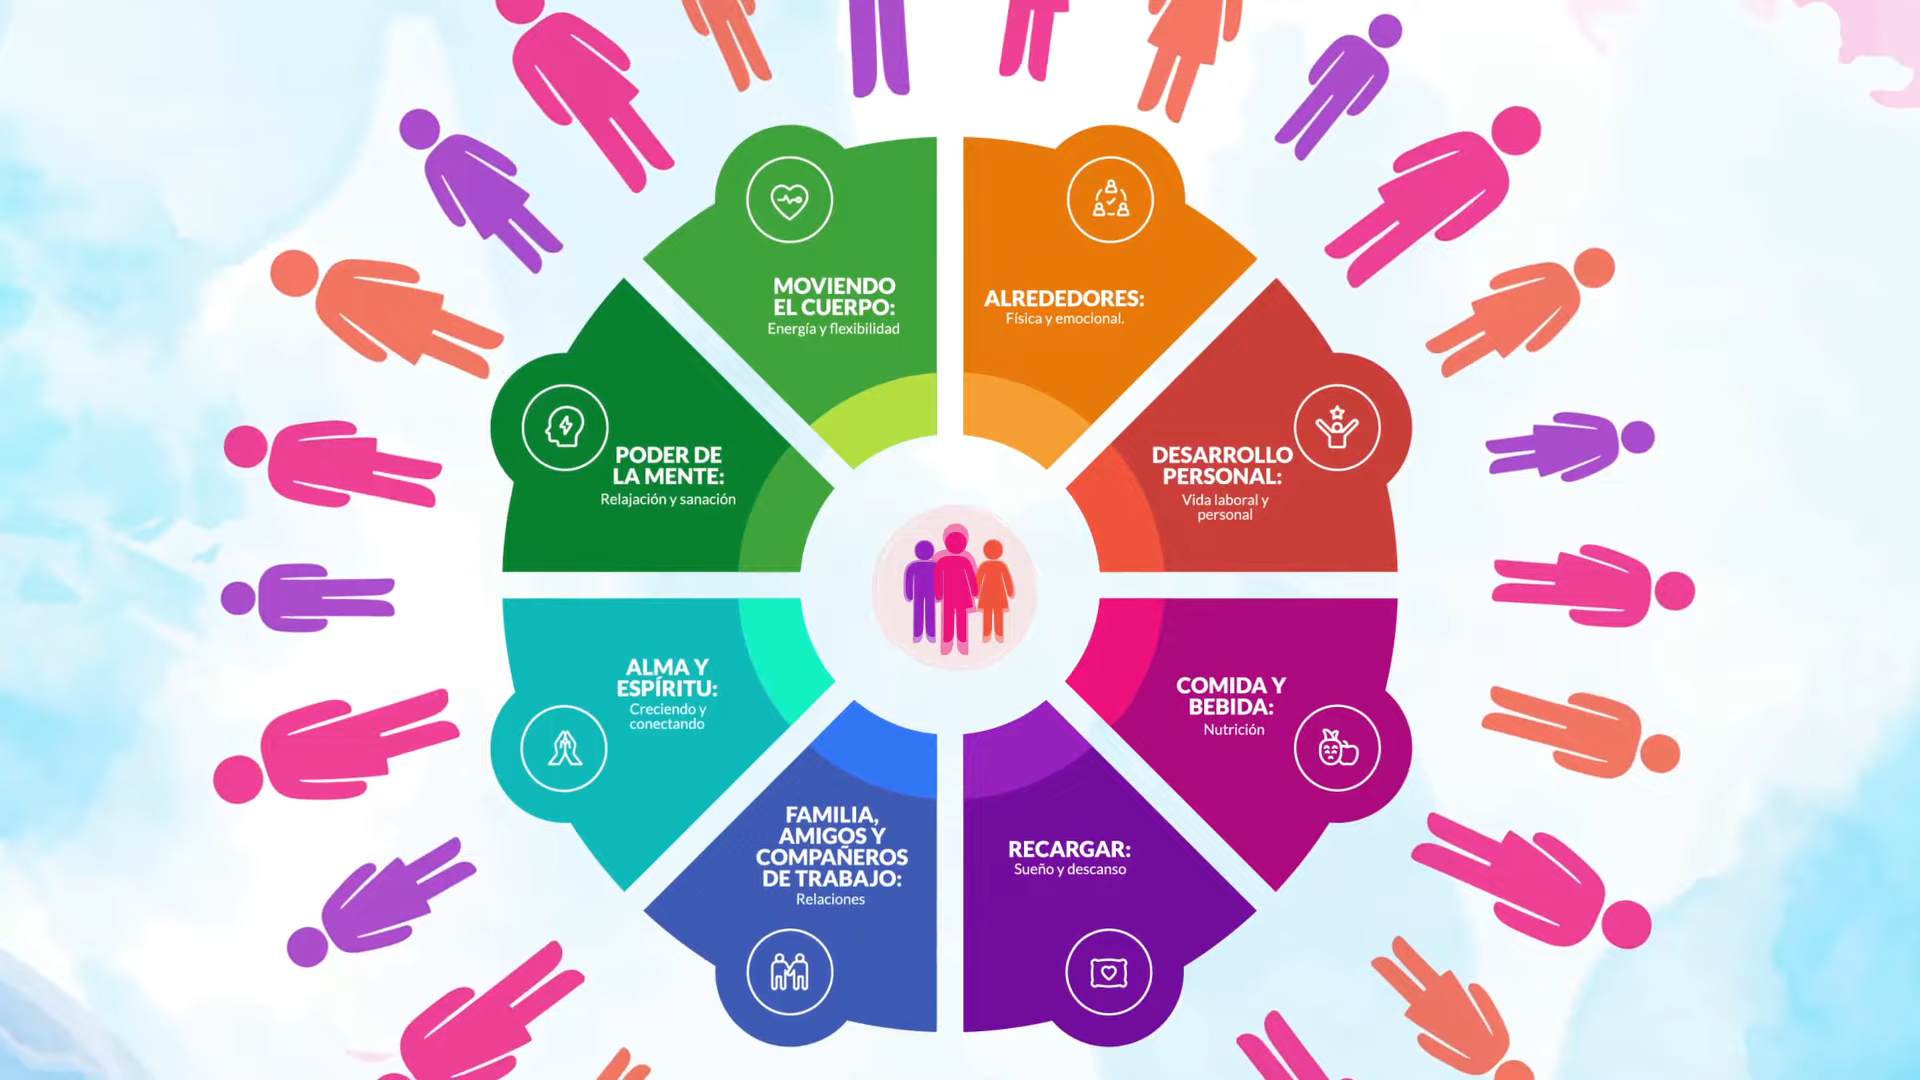 MOVIENDO
EL CUERPO:
Energía y flexibilidad
ALREDEDORES:
Física y emocional.
PODER DE
LA MENTE:
Relajación y sanación
DESARROLLO
PERSONAL:
Vida laboral y
personal
ALMA Y
ESPÍRITU:
Creciendo y
conectando
COMIDA Y
BEBIDA:
Nutrición
FAMILIA,
AMIGOS Y
COMPAÑEROS
DE TRABAJO:
Relaciones
RECARGAR:
Sueño y descanso